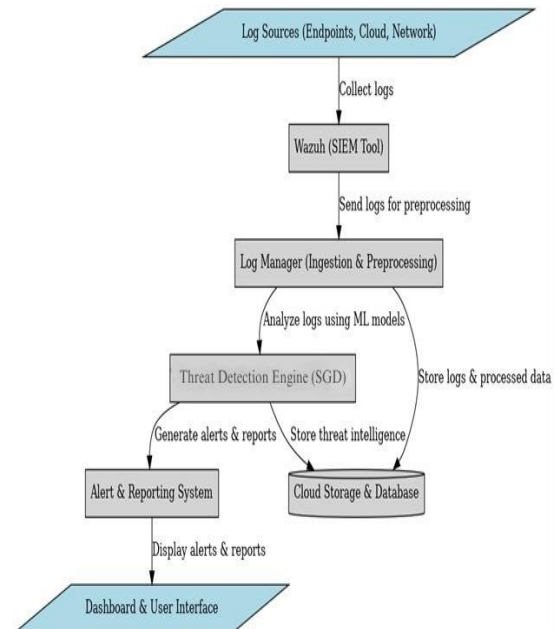 Log Sources (Endpoints, Cloud, Network)
Collect logs
Wazuh (SIEM Tool)
Send logs for preprocessing
Log Manager (Ingestion & Preprocessing)
Analyze logs using ML models
Threat Detection Engine (SGD)
Store logs & processed data
Generate alerts & reports
Store threat intelligence
Alert & Reporting System
Cloud Storage & Database
Display alerts & reports
Dashboard & User Interface